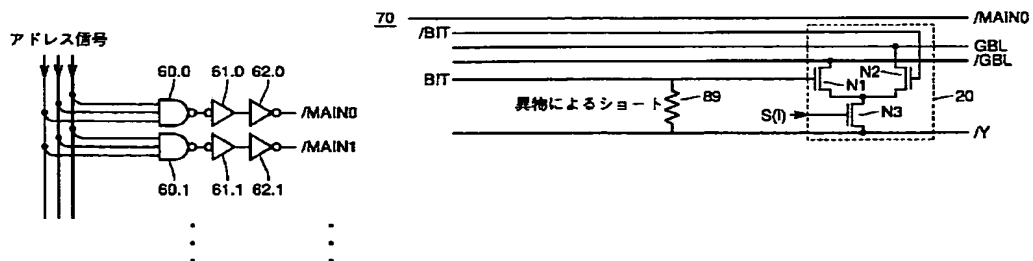 アドレス信号
60.0
61.0
62.0
/MAIN0
/MAIN1
60.1
61.1
62.1
70
/MAIN0
/BIT
GBL
/GBL
BIT
N1
N2
異物によるショート
89
20
S(I)
N3
/Y